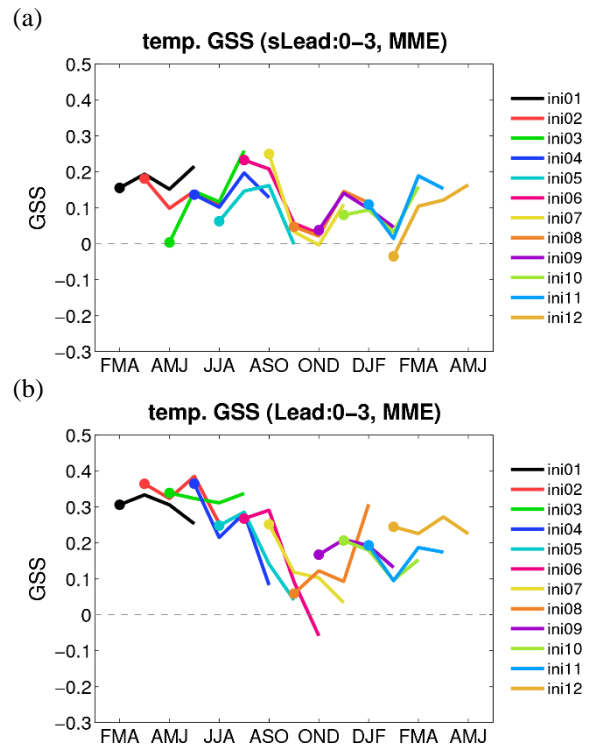 (a)
temp. GSS (sLead:0−3, MME)
0.5
0.4
0.3
0.2
0.1
0
−0.1
−0.2
−0.3
GSS
FMA AMJ JJA ASO OND DJF FMA AMJ
ini01
ini02
ini03
ini04
ini05
ini06
ini07
ini08
ini09
ini10
ini11
ini12
(b)
temp. GSS (Lead:0−3, MME)
0.5
0.4
0.3
0.2
0.1
0
−0.1
−0.2
−0.3
GSS
FMA AMJ JJA ASO OND DJF FMA AMJ
ini01
ini02
ini03
ini04
ini05
ini06
ini07
ini08
ini09
ini10
ini11
ini12